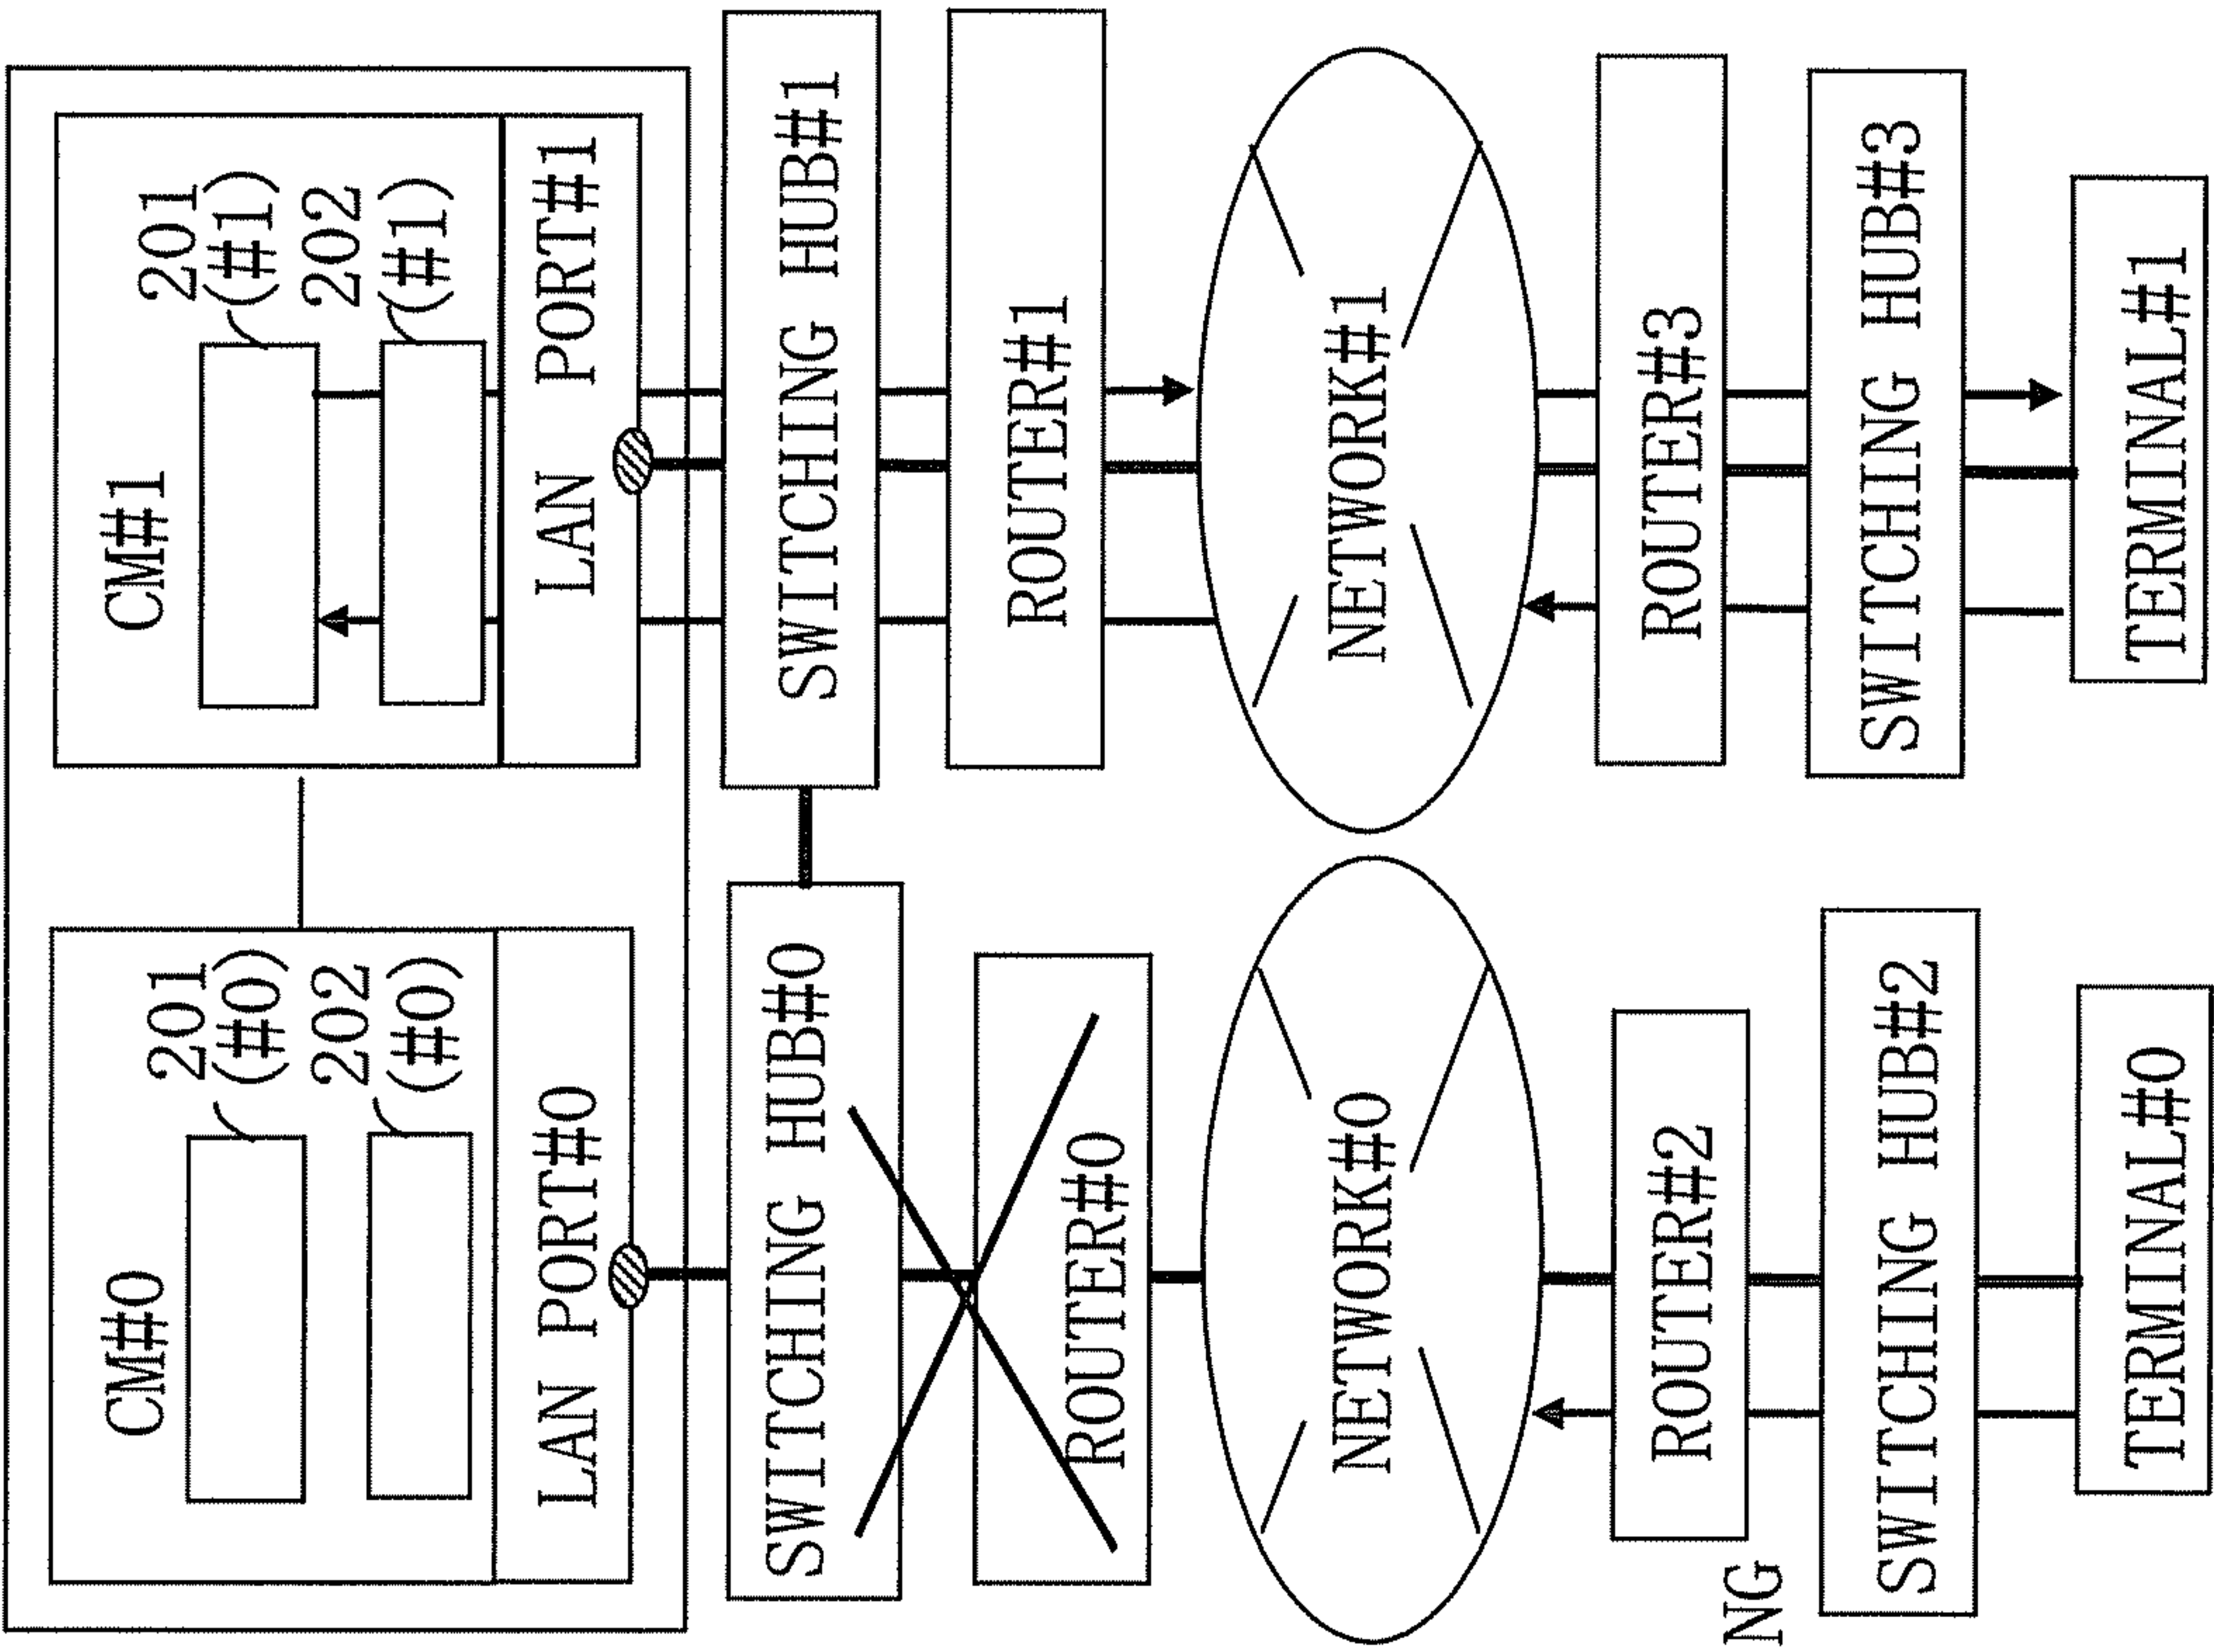 CM#0
201
(#0)
202
(#0)
LAN PORT#0
SWITCHING HUB#0
ROUTER#0
NETWORK#0
ROUTER#2
NG
SWITCHING HUB#2
TERMINAL#0
CM#1
201
(#1)
202
(#1)
LAN PORT#1
SWITCHING HUB#1
ROUTER#1
NETWORK#1
ROUTER#3
SWITCHING HUB#3
TERMINAL#1